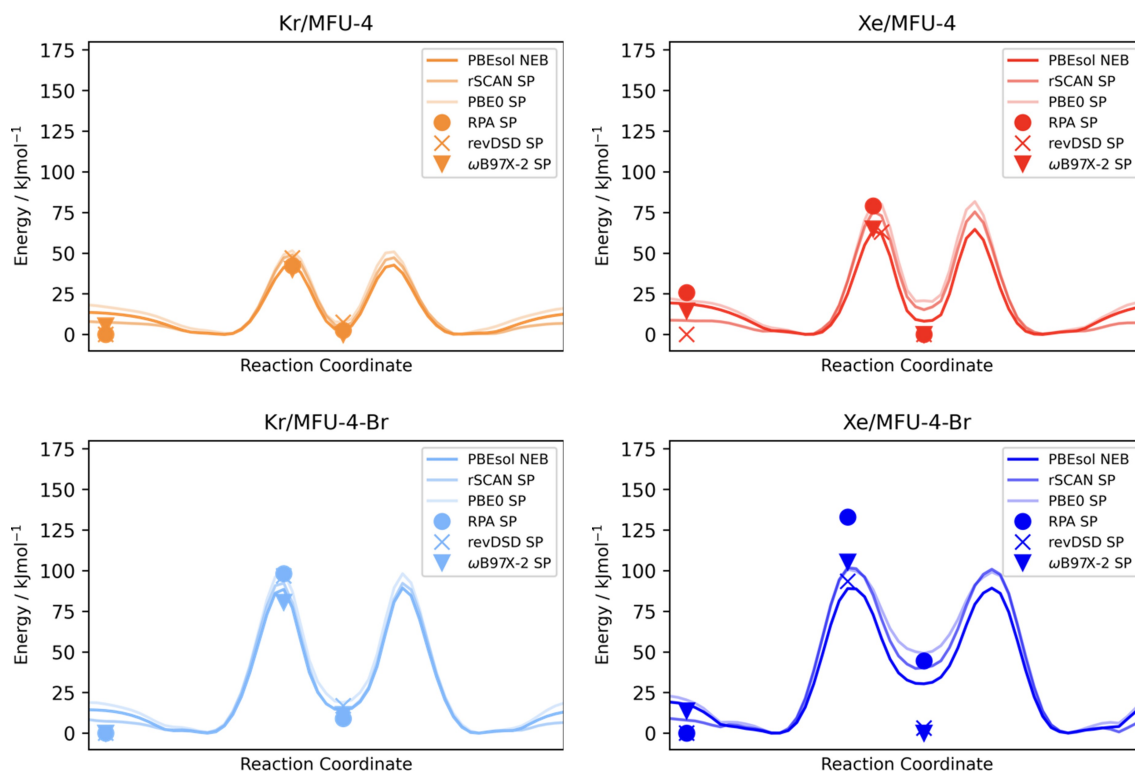 Kr/MFU-4
175
150
125
100
75
50
25
0
Energy / kJmol⁻¹
Reaction Coordinate
PBEsol NEB
rSCAN SP
PBE0 SP
RPA SP
revDSD SP
ωB97X-2 SP
Xe/MFU-4
175
150
125
100
75
50
25
0
Energy / kJmol⁻¹
Reaction Coordinate
PBEsol NEB
rSCAN SP
PBE0 SP
RPA SP
revDSD SP
ωB97X-2 SP
Kr/MFU-4-Br
175
150
125
100
75
50
25
0
Energy / kJmol⁻¹
Reaction Coordinate
PBEsol NEB
rSCAN SP
PBE0 SP
RPA SP
revDSD SP
ωB97X-2 SP
Xe/MFU-4-Br
175
150
125
100
75
50
25
0
Energy / kJmol⁻¹
Reaction Coordinate
PBEsol NEB
rSCAN SP
PBE0 SP
RPA SP
revDSD SP
ωB97X-2 SP